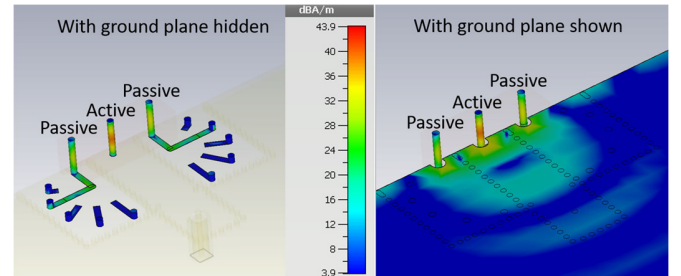 With ground plane hidden
Passive
Active
Passive
dBA/m
43.9
40
36
32
28
24
20
16
12
8
3.9
With ground plane shown
Passive
Active
Passive